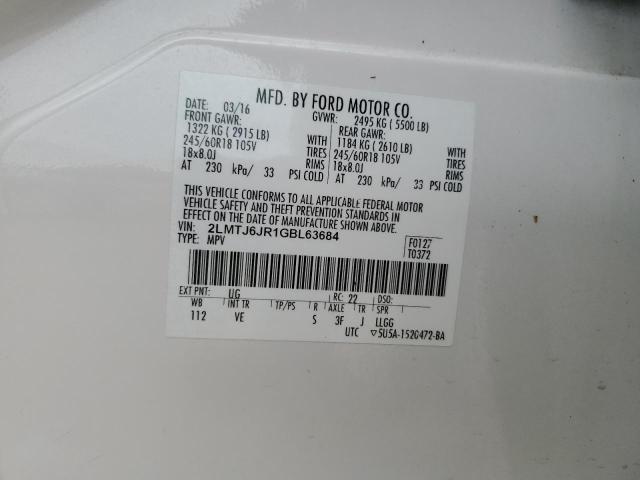 MFD. BY FORD MOTOR CO.
DATE: 03/16 GVWR: 2495 KG ( 5500 LB)
FRONT GAWR: REAR GAWR:
1322 KG ( 2915 LB) WITH 1184 KG ( 2610 LB) WITH
245/60R18 105V TIRES 245/60R18 105V TIRES
18x8.0J RIMS 18x8.0J RIMS
AT 230 kPa/ 33 PSI COLD AT 230 kPa/ 33 PSI COLD
THIS VEHICLE CONFORMS TO ALL APPLICABLE FEDERAL MOTOR
VEHICLE SAFETY AND THEFT PREVENTION STANDARDS IN
EFFECT ON THE DATE OF MANUFACTURE SHOWN ABOVE.
VIN: 2LMTJ6JR1GBL63684 F0127
TYPE: MPV T0372
EXT PNT: UG RC: 22 DSO:
WB INT TR TP/PS R AXLE TR SPR
112 VE S 3F J LLGG
UTC ▽5U5A-1520472-BA